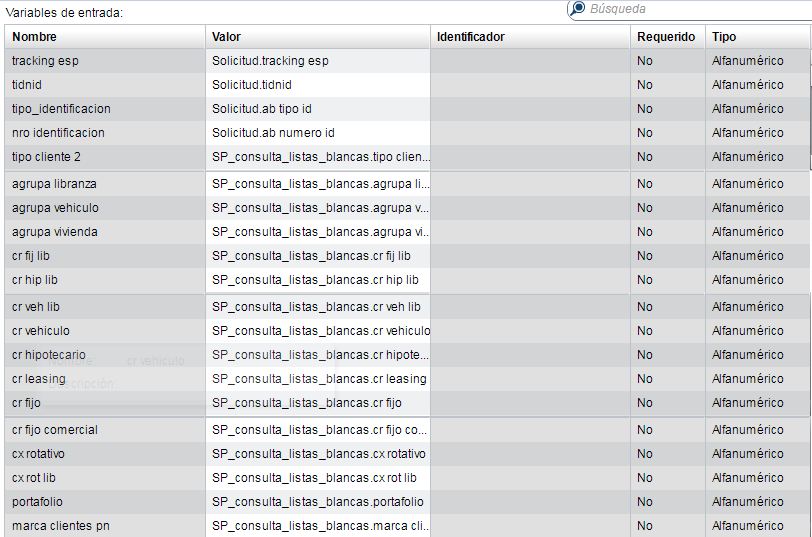 Variables de entrada:
Búsqueda
Nombre Valor Identificador Requerido Tipo
tracking esp Solicitud.tracking esp No Alfanumérico
tidnid Solicitud.tidnid No Alfanumérico
tipo_identificacion Solicitud.ab tipo id No Alfanumérico
nro identificacion Solicitud.ab numero id No Alfanumérico
tipo cliente 2 SP_consulta_listas_blancas.tipo clien... No Alfanumérico
agrupa libranza SP_consulta_listas_blancas.agrupa li... No Alfanumérico
agrupa vehiculo SP_consulta_listas_blancas.agrupa v... No Alfanumérico
agrupa vivienda SP_consulta_listas_blancas.agrupa vi... No Alfanumérico
cr fij lib SP_consulta_listas_blancas.cr fij lib No Alfanumérico
cr hip lib SP_consulta_listas_blancas.cr hip lib No Alfanumérico
cr veh lib SP_consulta_listas_blancas.cr veh lib No Alfanumérico
cr vehiculo SP_consulta_listas_blancas.cr vehiculo No Alfanumérico
cr hipotecario SP_consulta_listas_blancas.cr hipote... No Alfanumérico
cr vehiculo
cr leasing SP_consulta_listas_blancas.cr leasing No Alfanumérico
cr fijo SP_consulta_listas_blancas.cr fijo No Alfanumérico
cr fijo comercial SP_consulta_listas_blancas.cr fijo co... No Alfanumérico
cx rotativo SP_consulta_listas_blancas.cx rotativo No Alfanumérico
cx rot lib SP_consulta_listas_blancas.cx rot lib No Alfanumérico
portafolio SP_consulta_listas_blancas.portafolio No Alfanumérico
marca clientes pn SP_consulta_listas_blancas.marca cli... No Alfanumérico